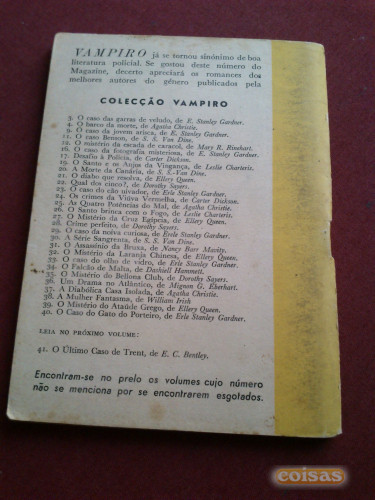 VAMPIRO já se tornou sinónimo de boa
literatura policial. Se gostou deste número do
Magazine, decerto apreciará os romances dos
melhores autores do género publicados pela
COLECÇÃO VAMPIRO
3. O caso das garras de veludo, de E. Stanley Gardner.
4. O barco da morte, de Agatha Christie.
9. O caso da jovem arisca, de E. Stanley Gardner.
11. O caso Benson, de S. S. Van Dine.
12. O mistério da escada de caracol, de M. R. Rinehart.
16. O caso da fotografia misteriosa, de E. Stanley Gardner.
17. Desafio à Polícia, de Carter Dickson.
19. O Santo e os Anjos da Vingança, de Leslie Charteris.
20. A Morte da Canária, de S. S. Van Dine.
21. O diabo que resolva, de Ellery Queen.
22. Qual dos cinco?, de Dorothy Sayers.
23. O caso do cão uivador, de Erle Stanley Gardner.
24. Os crimes da Viúva Vermelha, de Carter Dickson.
25. As Quatro Potências do Mal, de Agatha Christie.
26. O Santo brinca com o Fogo, de Leslie Charteris.
27. O Mistério da Cruz Egípcia, de Ellery Queen.
28. Crime perfeito, de Dorothy Sayers.
29. O caso da noiva curiosa, de Erle Stanley Gardner.
30. A Série Sangrenta, de S. S. Van Dine.
31. O Assassínio da Bruxa, de Nancy Barr Mavity.
32. O Mistério da Laranja Chinesa, de Ellery Queen.
33. O caso do olho de vidro, de Erle Stanley Gardner.
34. O Falcão de Malta, de Dashiell Hammett.
35. O Mistério do Bellona Club, de Dorothy Sayers.
36. Um Drama no Atlântico, de Mignon G. Eberhart.
37. A Diabólica Casa Isolada, de Agatha Christie.
38. A Mulher Fantasma, de William Irish
39. O Mistério do Ataúde Grego, de Ellery Queen.
40. O Caso do Gato do Porteiro, de Erle Stanley Gardner.
LEIA NO PRÓXIMO VOLUME:
41. O Último Caso de Trent, de E. C. Bentley.
Encontram-se no prelo os volumes cujo número
não se menciona por se encontrarem esgotados.
coisas